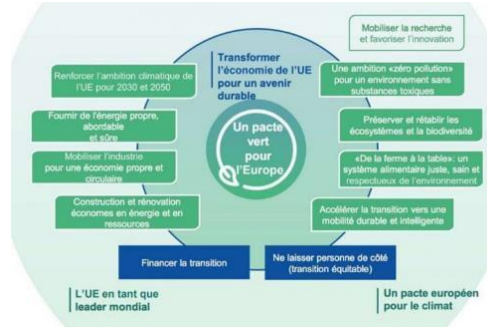 Mobiliser la recherche
et favoriser l'innovation
Transformer
l'économie de l'UE
pour un avenir
durable
Renforcer l'ambition climatique de
l'UE pour 2030 et 2050
Fournir de l'énergie propre,
abordable
et sûre
Mobiliser l'industrie
pour une économie propre et
circulaire
Construction et rénovation
économes en énergie et en
ressources
Un pacte
vert
pour
l'Europe
Une ambition «zéro pollution»
pour un environnement sans
substances toxiques
Préserver et rétablir les
écosystèmes et la biodiversité
«De la ferme à la table»: un
système alimentaire juste, sain et
respectueux de l'environnement
Accélérer la transition vers une
mobilité durable et intelligente
Financer la transition
Ne laisser personne de côté
(transition équitable)
L'UE en tant que
leader mondial
Un pacte européen
pour le climat